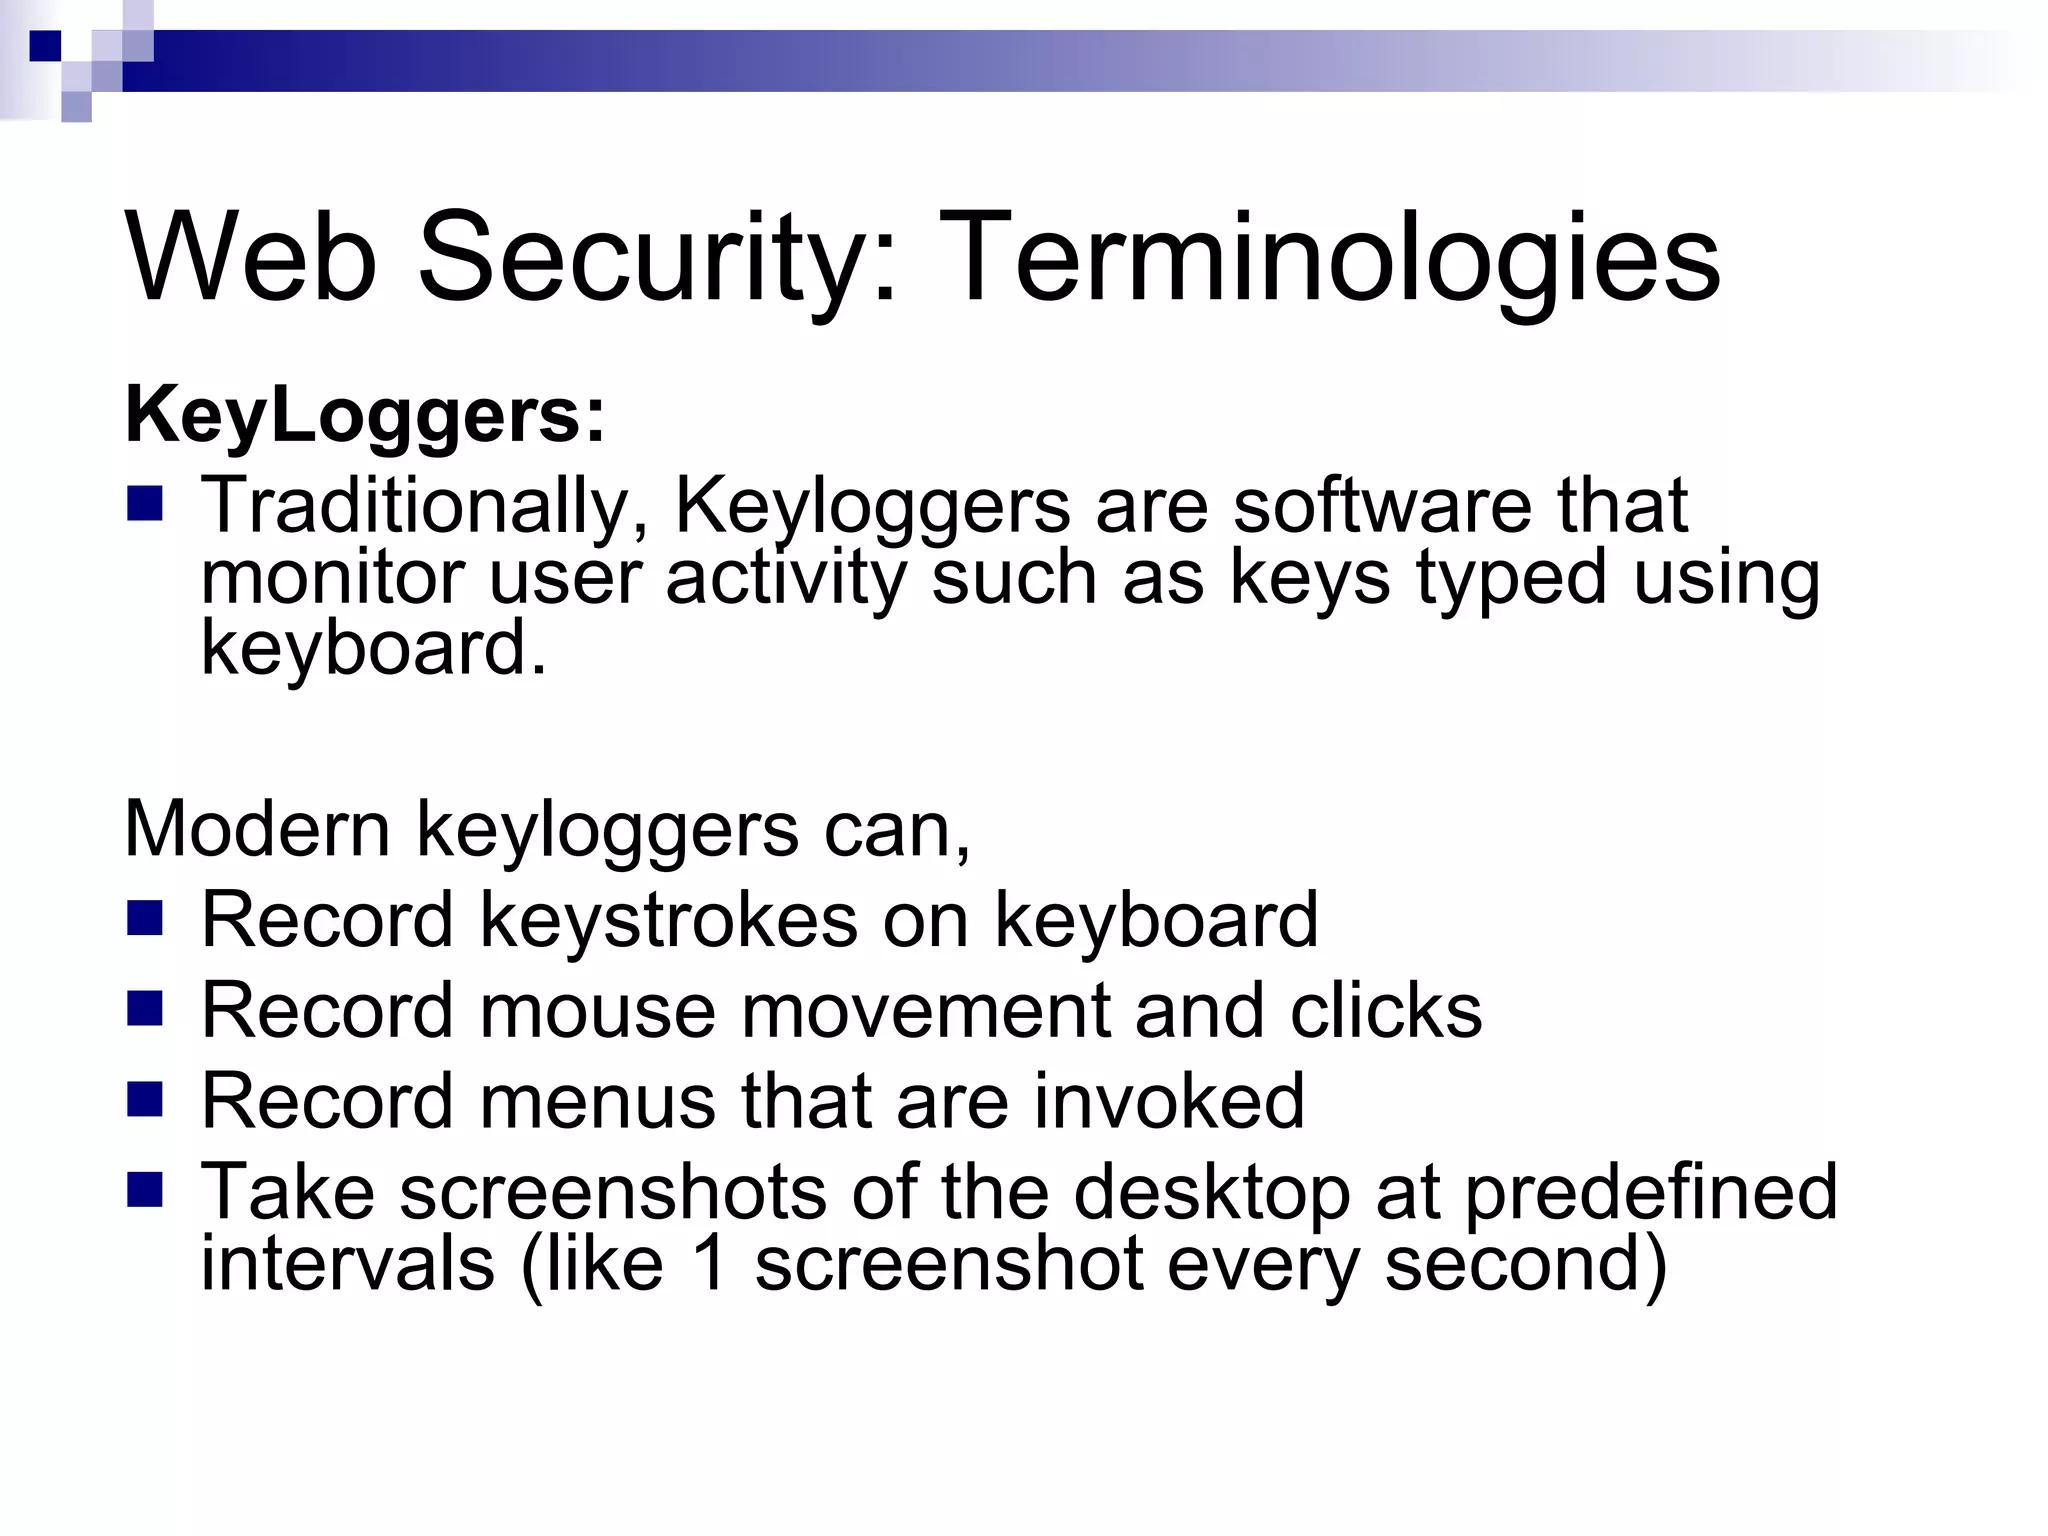 Web Security: Terminologies
KeyLoggers:
Traditionally, Keyloggers are software that
monitor user activity such as keys typed using
keyboard.
Modern keyloggers can,
Record keystrokes on keyboard
Record mouse movement and clicks
Record menus that are invoked
Take screenshots of the desktop at predefined
intervals (like 1 screenshot every second)